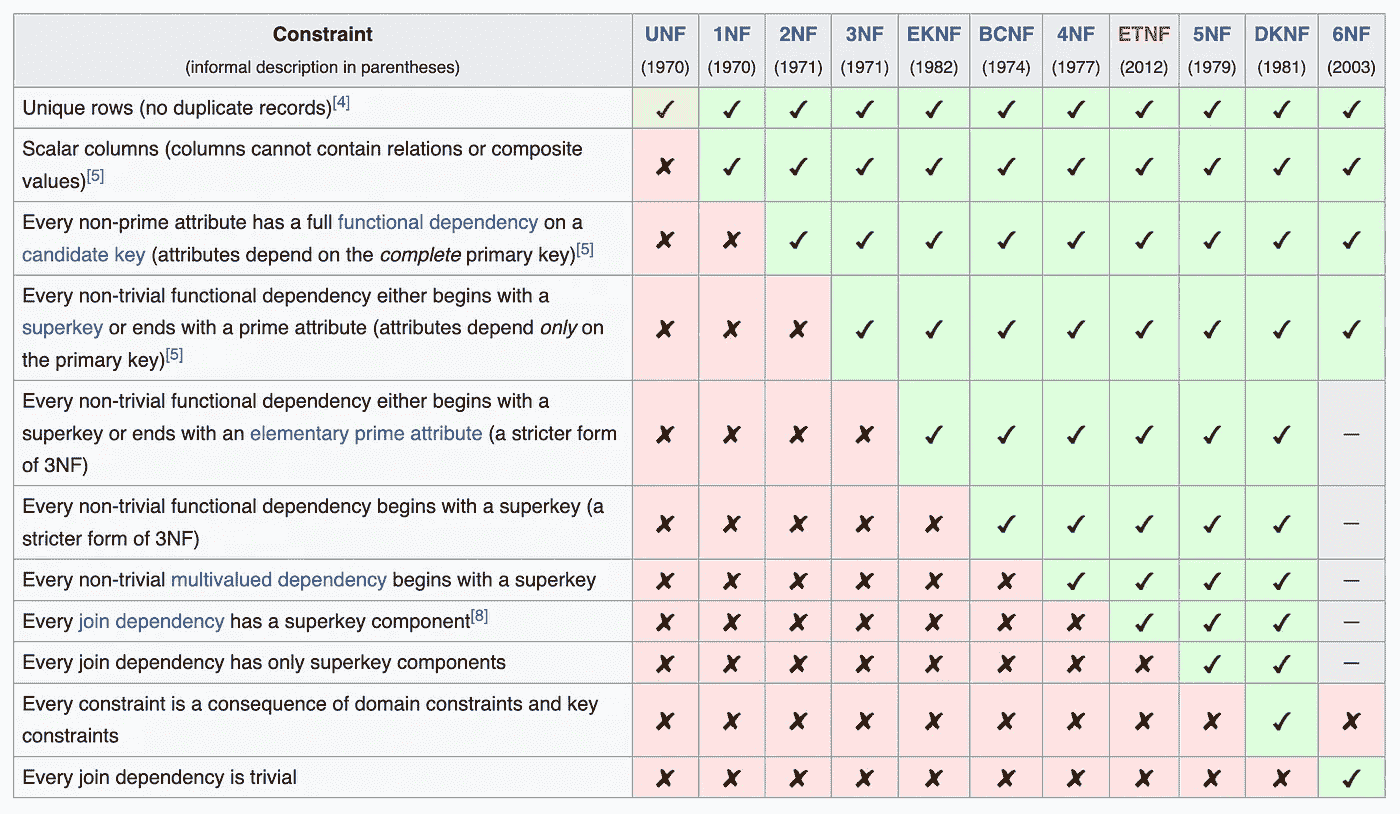 Constraint UNF 1NF 2NF 3NF EKNF BCNF 4NF ETNF 5NF DKNF 6NF
(informal description in parentheses) (1970) (1970) (1971) (1971) (1982) (1974) (1977) (2012) (1979) (1981) (2003)
Unique rows (no duplicate records)[4] ✓ ✓ ✓ ✓ ✓ ✓ ✓ ✓ ✓ ✓ ✓
Scalar columns (columns cannot contain relations or composite
values)[5] ✗ ✓ ✓ ✓ ✓ ✓ ✓ ✓ ✓ ✓ ✓
Every non-prime attribute has a full functional dependency on a
candidate key (attributes depend on the complete primary key)[5] ✗ ✗ ✓ ✓ ✓ ✓ ✓ ✓ ✓ ✓ ✓
Every non-trivial functional dependency either begins with a
superkey or ends with a prime attribute (attributes depend only on
the primary key)[5] ✗ ✗ ✗ ✓ ✓ ✓ ✓ ✓ ✓ ✓ ✓
Every non-trivial functional dependency either begins with a
superkey or ends with an elementary prime attribute (a stricter form
of 3NF) ✗ ✗ ✗ ✗ ✓ ✓ ✓ ✓ ✓ ✓ —
Every non-trivial functional dependency begins with a superkey (a
stricter form of 3NF) ✗ ✗ ✗ ✗ ✗ ✓ ✓ ✓ ✓ ✓ —
Every non-trivial multivalued dependency begins with a superkey ✗ ✗ ✗ ✗ ✗ ✗ ✓ ✓ ✓ ✓ —
Every join dependency has a superkey component[8] ✗ ✗ ✗ ✗ ✗ ✗ ✗ ✓ ✓ ✓ —
Every join dependency has only superkey components ✗ ✗ ✗ ✗ ✗ ✗ ✗ ✗ ✓ ✓ —
Every constraint is a consequence of domain constraints and key
constraints ✗ ✗ ✗ ✗ ✗ ✗ ✗ ✗ ✗ ✓ ✗
Every join dependency is trivial ✗ ✗ ✗ ✗ ✗ ✗ ✗ ✗ ✗ ✗ ✓